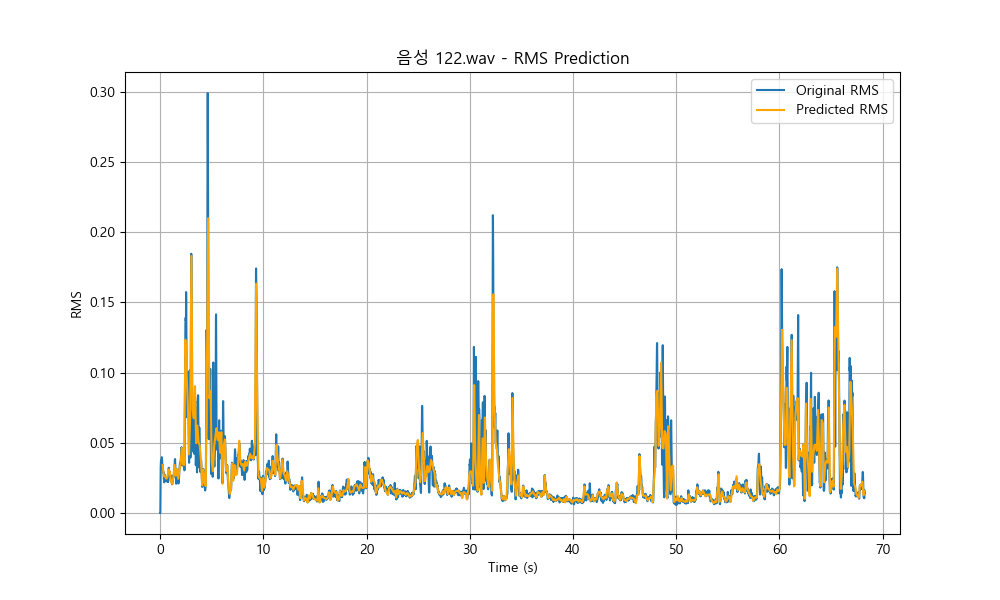 음성 122.wav - RMS Prediction
Original RMS
Predicted RMS
RMS
0.30
0.25
0.20
0.15
0.10
0.05
0.00
0 10 20 30 40 50 60 70
Time (s)